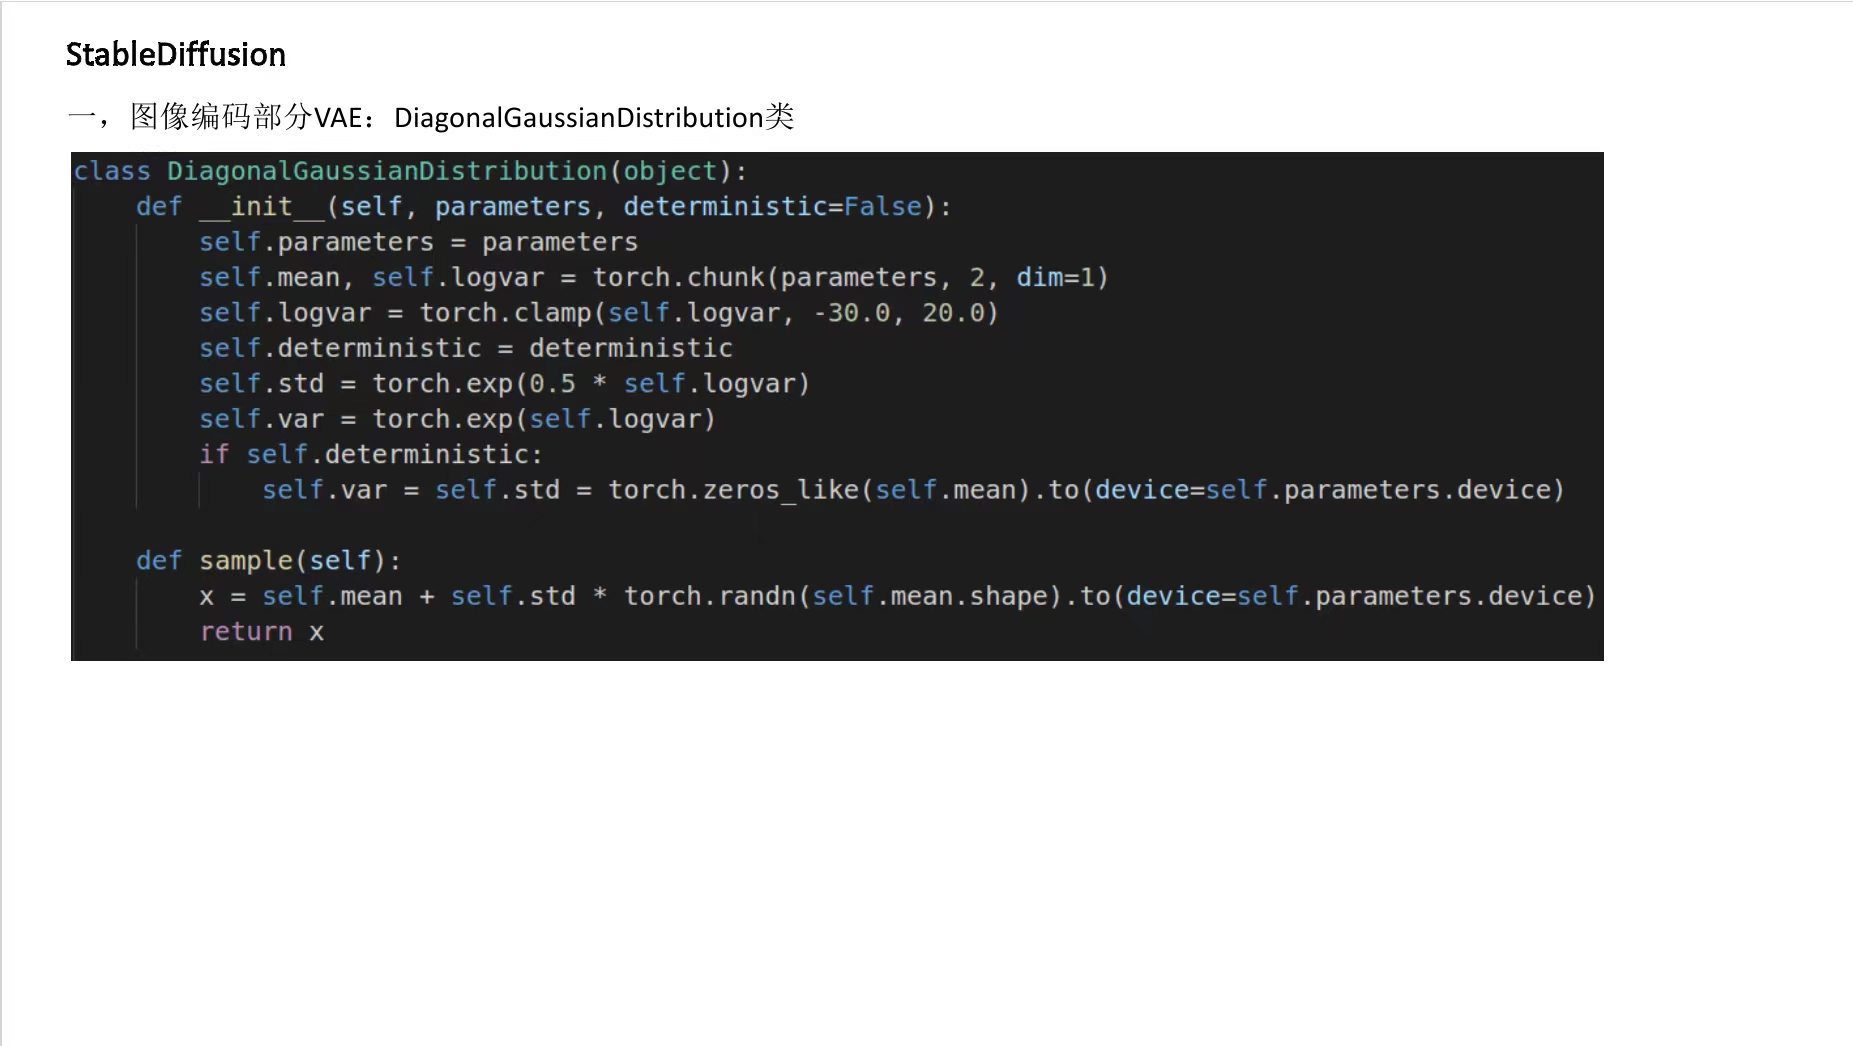 StableDiffusion
一，图像编码部分VAE：DiagonalGaussianDistribution类
class DiagonalGaussianDistribution(object):
    def __init__(self, parameters, deterministic=False):
        self.parameters = parameters
        self.mean, self.logvar = torch.chunk(parameters, 2, dim=1)
        self.logvar = torch.clamp(self.logvar, -30.0, 20.0)
        self.deterministic = deterministic
        self.std = torch.exp(0.5 * self.logvar)
        self.var = torch.exp(self.logvar)
        if self.deterministic:
            self.var = self.std = torch.zeros_like(self.mean).to(device=self.parameters.device)
    def sample(self):
        x = self.mean + self.std * torch.randn(self.mean.shape).to(device=self.parameters.device)
        return x